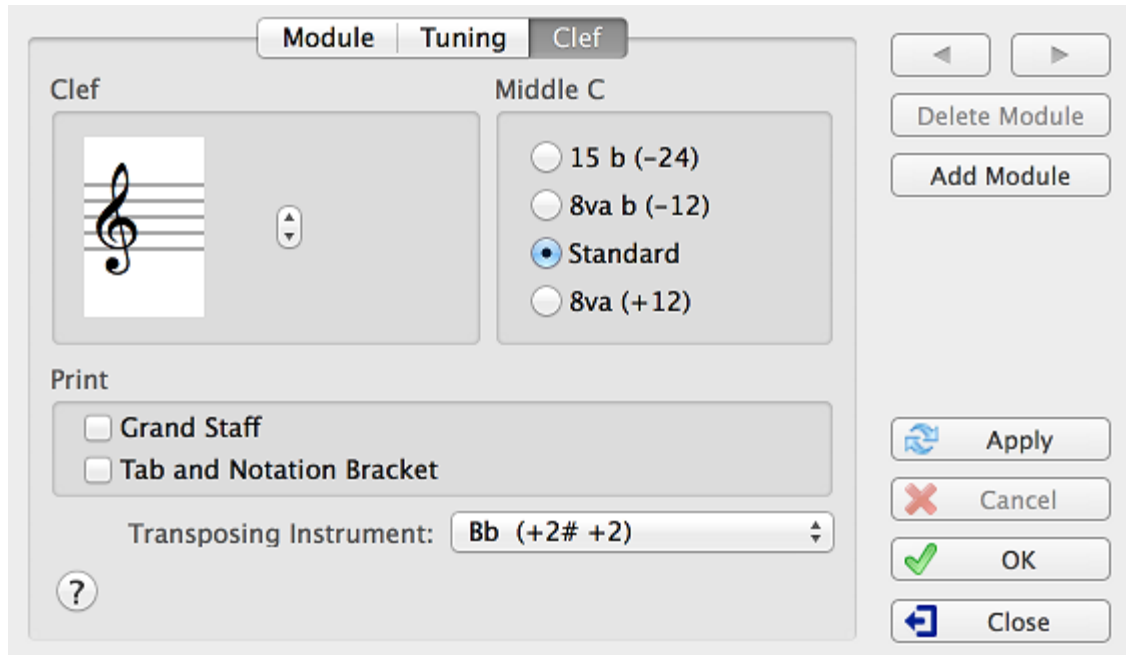 Module Tuning Clef
Clef
Middle C
15 b (−24)
8va b (−12)
Standard
8va (+12)
Print
Grand Staff
Tab and Notation Bracket
Transposing Instrument: Bb (+2# +2)
?
Delete Module
Add Module
Apply
Cancel
OK
Close